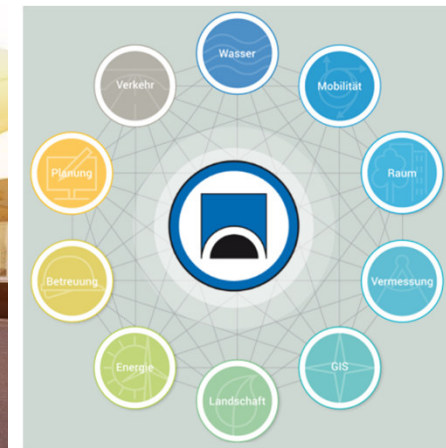 Wasser
Mobilität
Raum
Vermessung
GIS
Landschaft
Energie
Betreuung
Planung
Verkehr